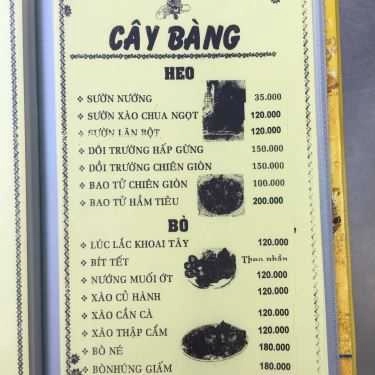 CÂY BÀNG
HEO
SƯỜN NƯỚNG 35.000
SƯỜN XÀO CHUA NGỌT 120.000
SƯỜN LĂN BỘT 120.000
DỒI TRƯỜNG HẤP GỪNG 150.000
DỒI TRƯỜNG CHIÊN GIÒN 150.000
BAO TỬ CHIÊN GIÒN 100.000
BAO TỬ HẦM TIÊU 200.000
BÒ
LÚC LẮC KHOAI TÂY 120.000
BÍT TẾT Thon nhẩn
NƯỚNG MUỐI ỚT 120.000
XÀO CỦ HÀNH 120.000
XÀO CẦN CÀ 120.000
XÀO THẬP CẨM 120.000
BÒ NÉ 180.000
BÒNHÚNG GIẤM 180.000